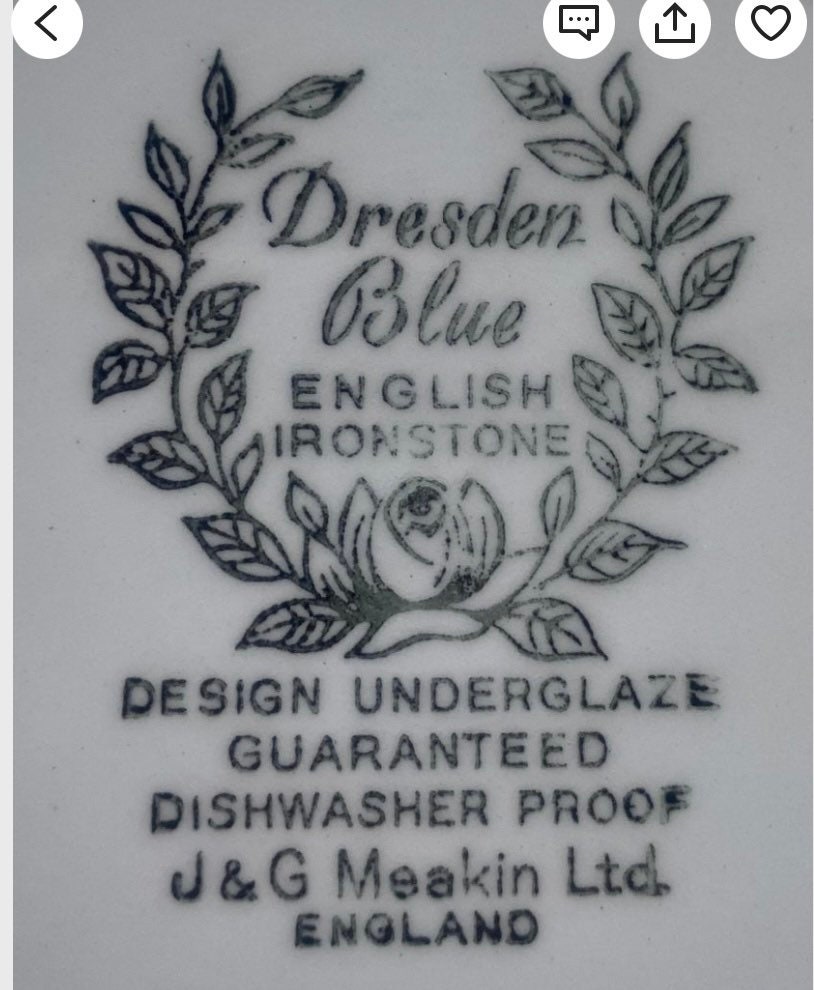 Dresden
Blue
ENGLISH
IRONSTONE
DESIGN UNDERGLAZE
GUARANTEED
DISHWASHER PROOF
J & G Meakin Ltd.
ENGLAND